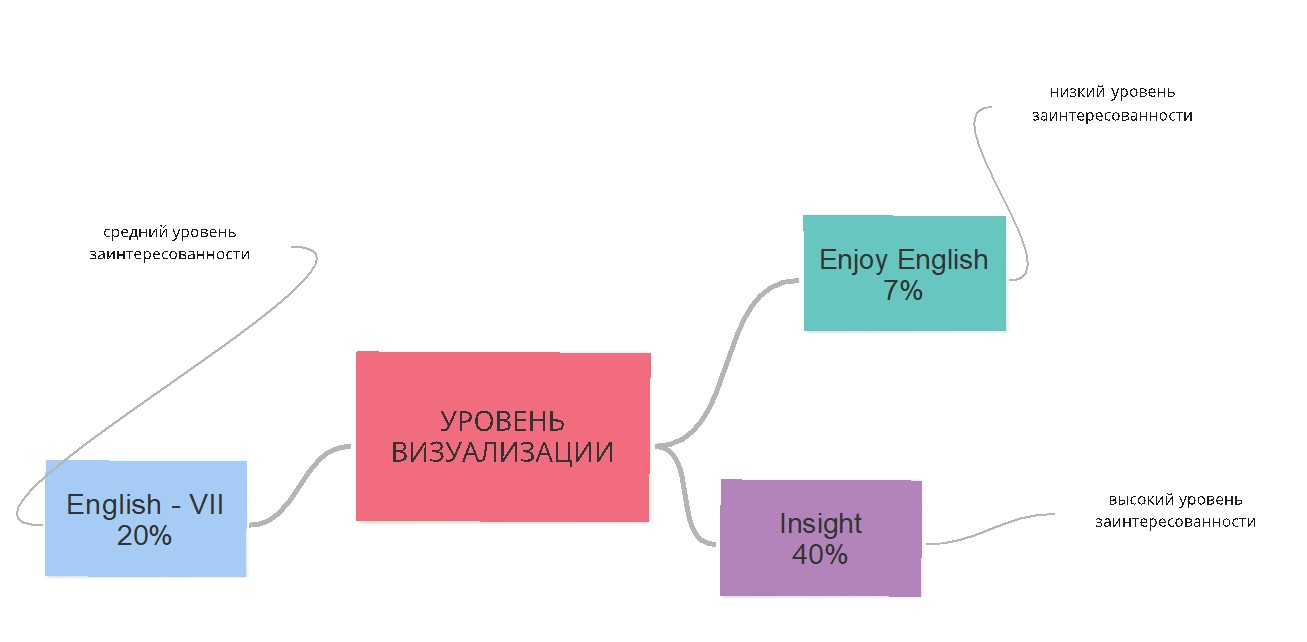 низкий уровень
заинтересованности
средний уровень
заинтересованности
Enjoy English
7%
УРОВЕНЬ
ВИЗУАЛИЗАЦИИ
English - VII
20%
Insight
40%
высокий уровень
заинтересованности